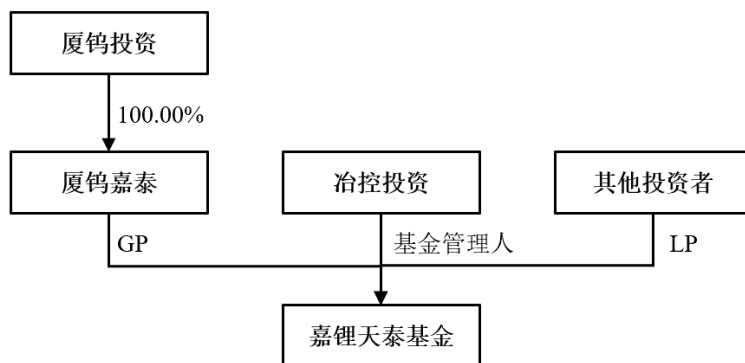 厦钨投资
100.00%
厦钨嘉泰
冶控投资
其他投资者
GP
基金管理人
LP
嘉锂天泰基金